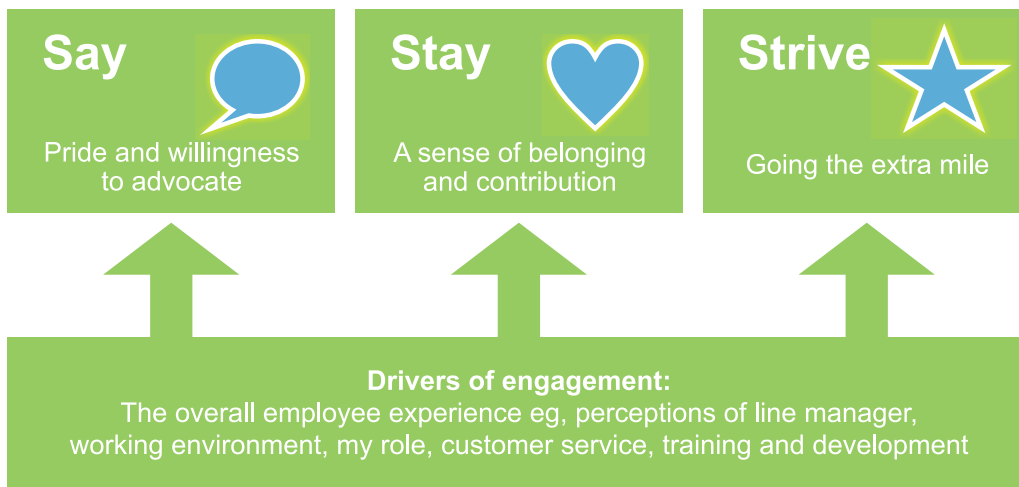 Say
Pride and willingness
to advocate
Stay
A sense of belonging
and contribution
Strive
Going the extra mile
Drivers of engagement:
The overall employee experience eg, perceptions of line manager,
working environment, my role, customer service, training and development